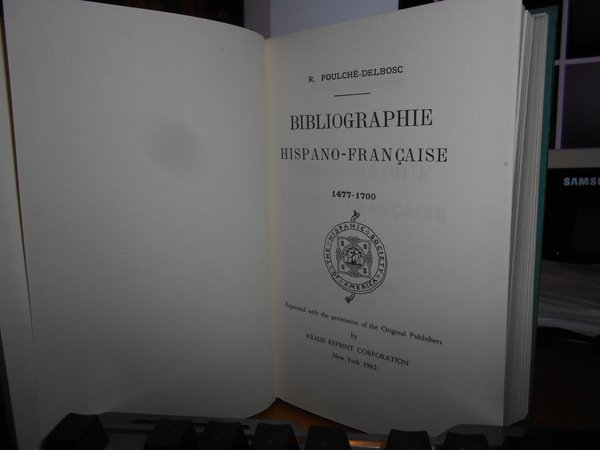 R. FOULCHÉ-DELBOSC
BIBLIOGRAPHIE
HISPANO-FRANÇAISE
1477-1700
THE HISPANIC SOCIETY
OF AMERICA
Reprinted with the permission of the Original Publishers
by
KRAUS REPRINT CORPORATION
New York 1962
SAMS